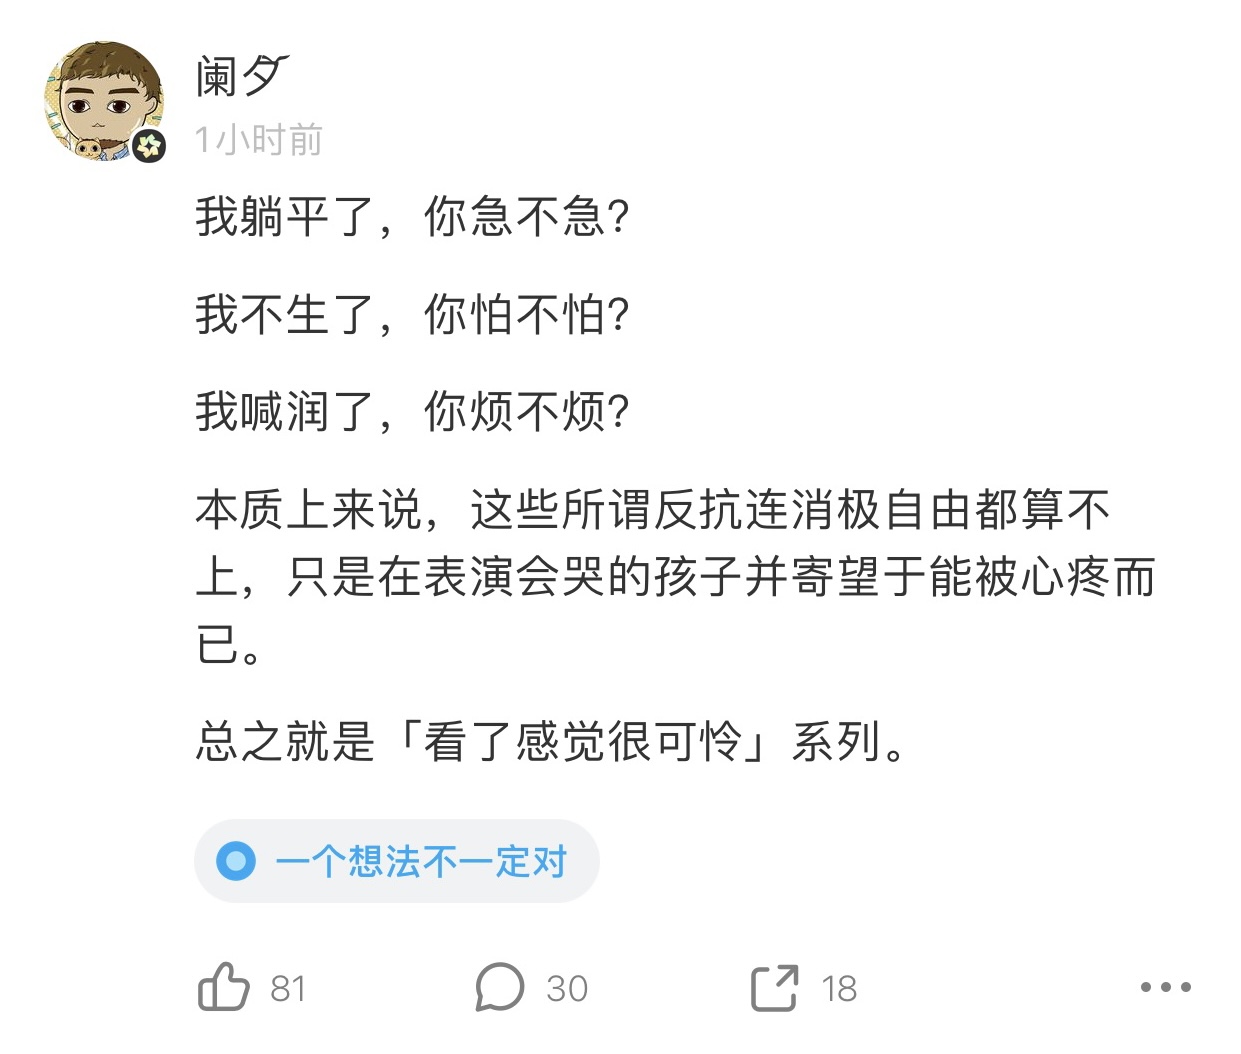 阑夕
1小时前
我躺平了，你急不急？
我不生了，你怕不怕？
我喊润了，你烦不烦？
本质上来说，这些所谓反抗连消极自由都算不
上，只是在表演会哭的孩子并寄望于能被心疼而
已。
总之就是「看了感觉很可怜」系列。
一个想法不一定对
81 30 18